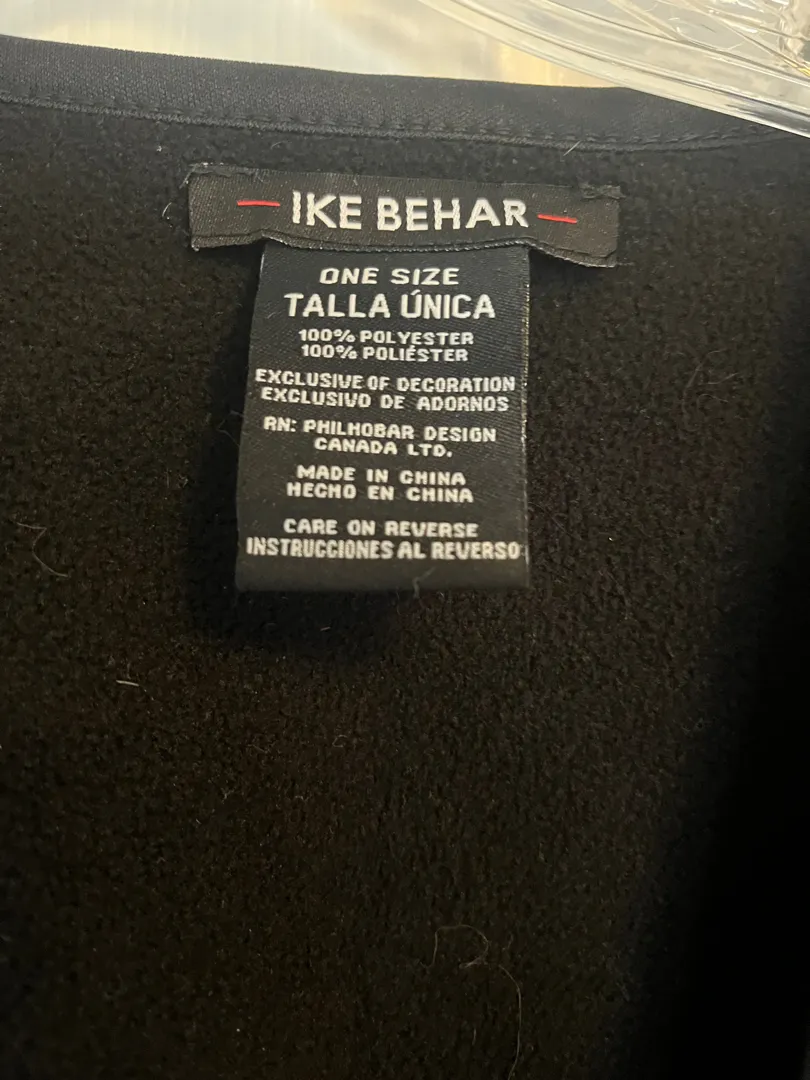 IKE BEHAR
ONE SIZE
TALLA ÚNICA
100% POLYESTER
100% POLIÉSTER
EXCLUSIVE OF DECORATION
EXCLUSIVO DE ADORNOS
RN: PHILHOBAR DESIGN
CANADA LTD.
MADE IN CHINA
HECHO EN CHINA
CARE ON REVERSE
INSTRUCCIONES AL REVERSO